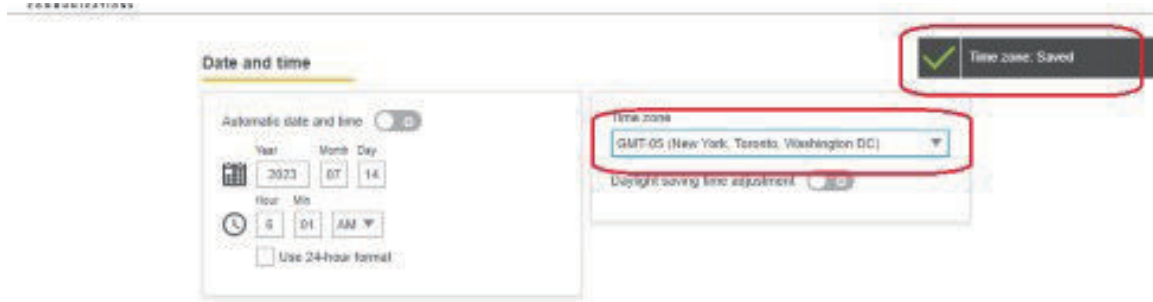 COMMUNICATIONS
Time zone: Saved
Date and time
Automatic date and time
Year Month Day
2023 07 14
Hour Min
6 01 AM
Use 24-hour format
Time zone
GMT-05 (New York, Toronto, Washington DC)
Daylight saving time adjustment